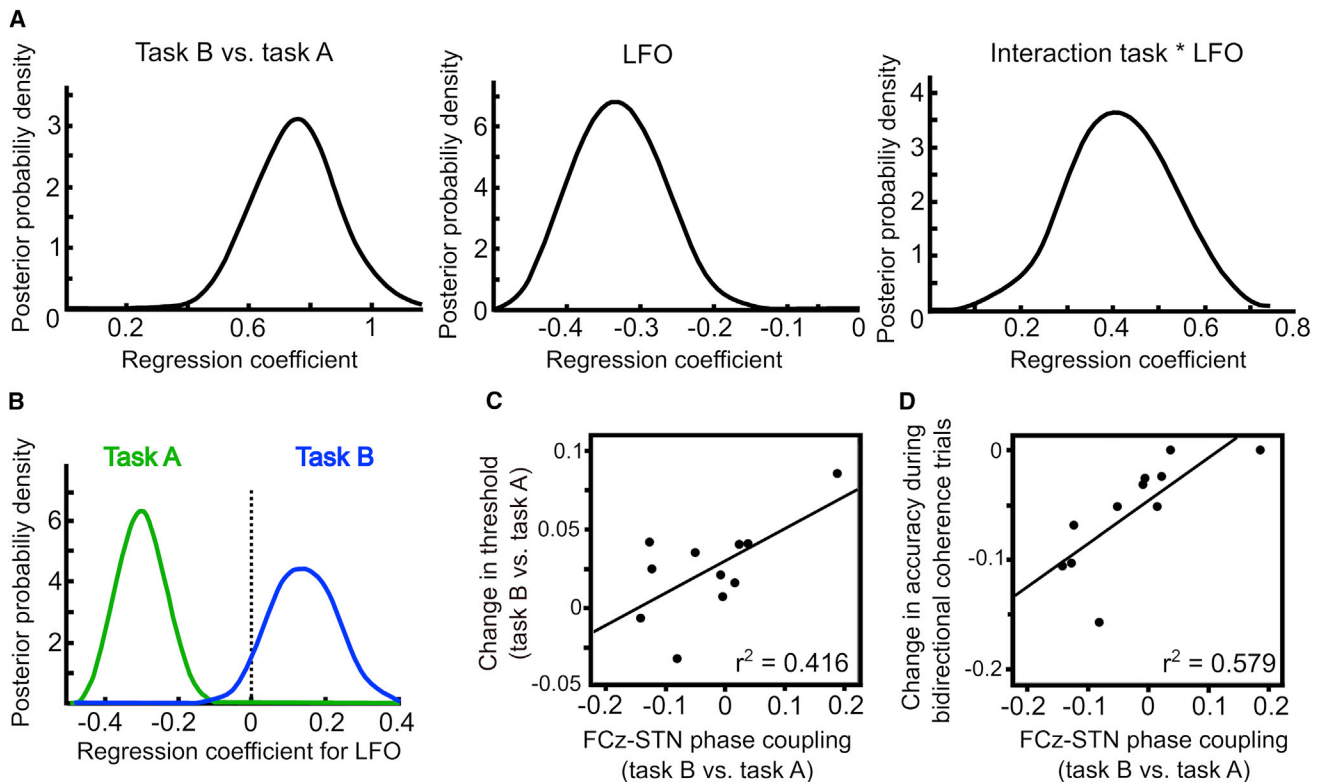 A
Task B vs. task A
LFO
Interaction task * LFO
Posterior probabiliy density
3
2
1
0
0.2
0.6
1
Regression coefficient
Posterior probabiliy density
6
4
2
0
-0.4
-0.3
-0.2
-0.1
0
Regression coefficient
Posterior probabiliy density
4
3
2
1
0
0.2
0.4
0.6
0.8
Regression coefficient
B
Task A
Task B
Posterior probabiliy density
6
4
2
-0.4
-0.2
0
0.2
0.4
Regression coefficient for LFO
C
Change in threshold
(task B vs. task A)
0.1
0.05
0
-0.05
r² = 0.416
-0.2
-0.1
0
0.1
0.2
FCz-STN phase coupling
(task B vs. task A)
D
Change in accuracy during
bidirectional coherence trials
0
-0.1
-0.2
r² = 0.579
-0.2
-0.1
0
0.1
0.2
FCz-STN phase coupling
(task B vs. task A)